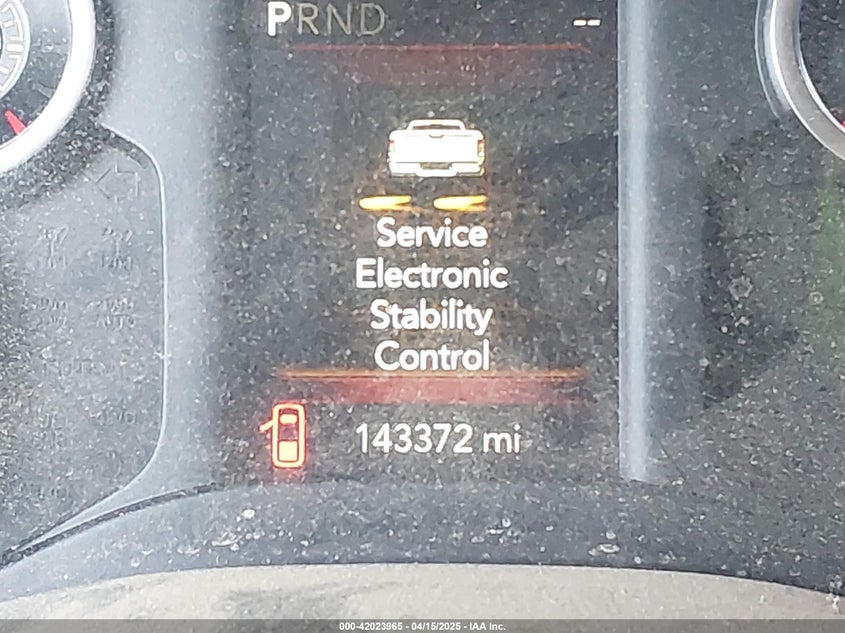 PRND --
Service
Electronic
Stability
Control
143372 mi
000-42023965 - 04/15/2025 - IAA Inc.